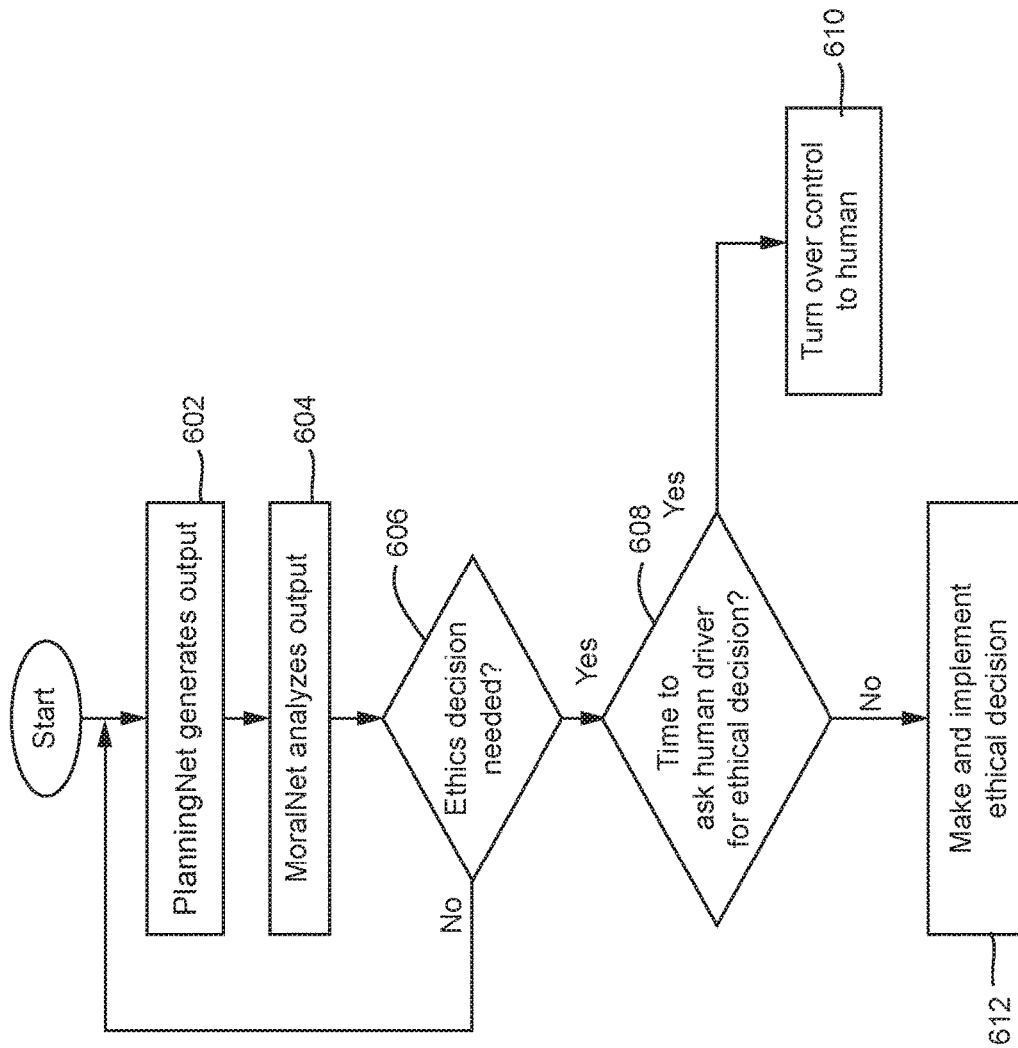 Start
PlanningNet generates output
602
MoralNet analyzes output
604
Ethics decision
needed?
606
No
Yes
Time to
ask human driver
for ethical decision?
608
Yes
Turn over control
to human
610
No
Make and implement
ethical decision
612